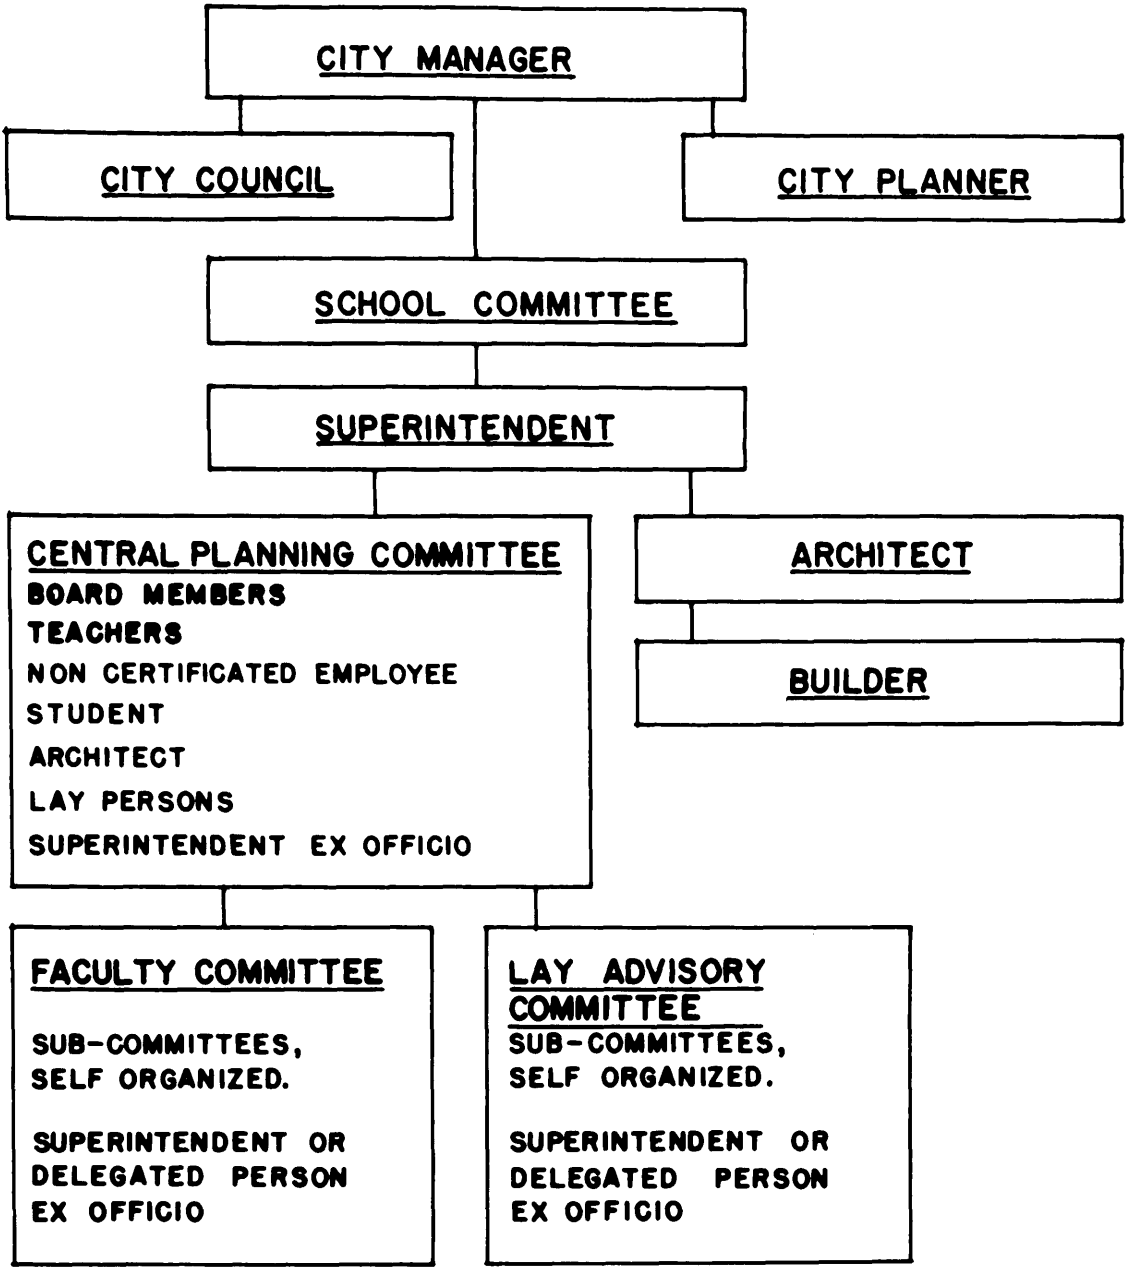 CITY MANAGER
CITY COUNCIL
CITY PLANNER
SCHOOL COMMITTEE
SUPERINTENDENT
CENTRAL PLANNING COMMITTEE
BOARD MEMBERS
TEACHERS
NON CERTIFICATED EMPLOYEE
STUDENT
ARCHITECT
LAY PERSONS
SUPERINTENDENT EX OFFICIO
ARCHITECT
BUILDER
FACULTY COMMITTEE
SUB-COMMITTEES,
SELF ORGANIZED.
SUPERINTENDENT OR
DELEGATED PERSON
EX OFFICIO
LAY ADVISORY
COMMITTEE
SUB-COMMITTEES,
SELF ORGANIZED.
SUPERINTENDENT OR
DELEGATED PERSON
EX OFFICIO